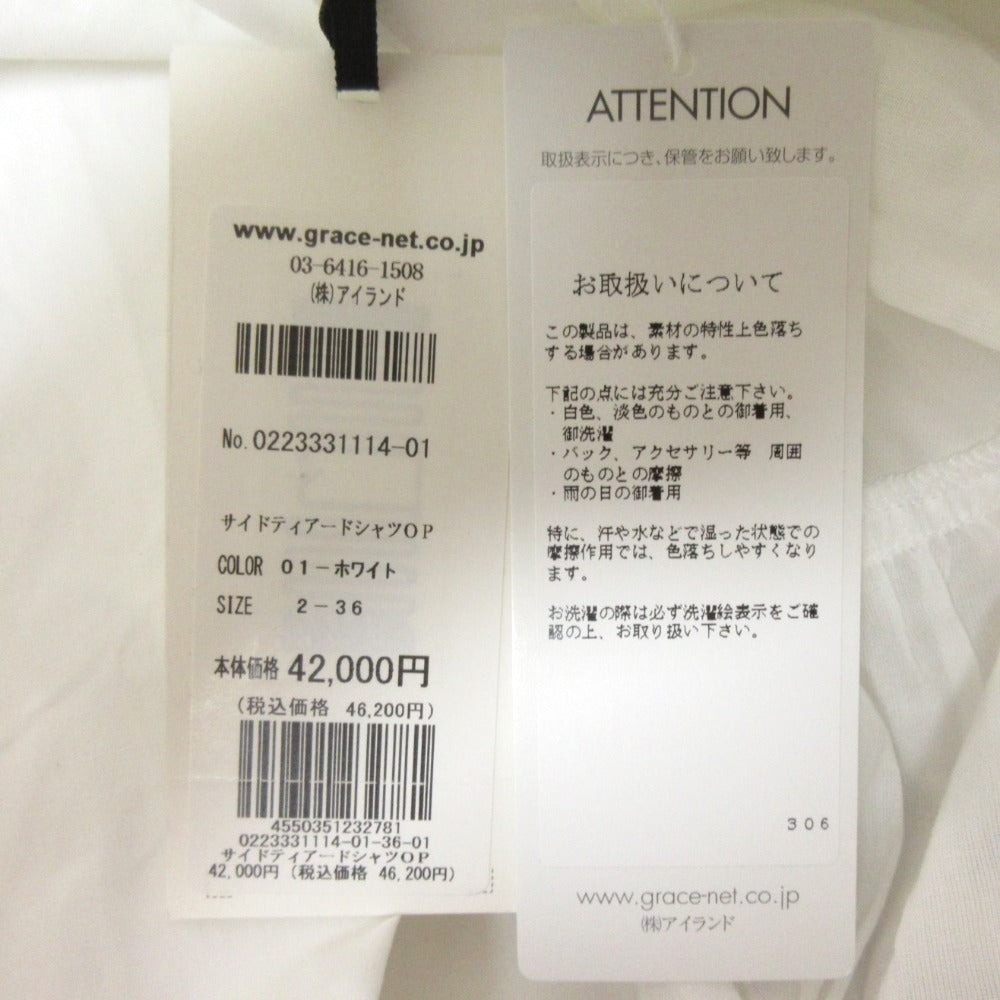 www.grace-net.co.jp
03-6416-1508
(株)アイランド
No.0223331114-01
サイドティアードシャツOP
COLOR 01-ホワイト
SIZE 2-36
本体価格 42,000円
(税込価格 46,200円)
4550351232781
0223331114-01-36-01
サイドティアードシャツOP
42,000円 (税込価格 46,200円)
ATTENTION
取扱表示につき、保管をお願い致します。
お取扱いについて
この製品は、素材の特性上色落ち
する場合があります。
下記の点には充分ご注意下さい。
・白色、淡色のものとの御着用、
御洗濯
・バック、アクセサリー等 周囲
のものとの摩擦
・雨の日の御着用
特に、汗や水などで湿った状態での
摩擦作用では、色落ちしやすくなり
ます。
お洗濯の際は必ず洗濯絵表示をご確
認の上、お取り扱い下さい。
306
www.grace-net.co.jp
(株)アイランド